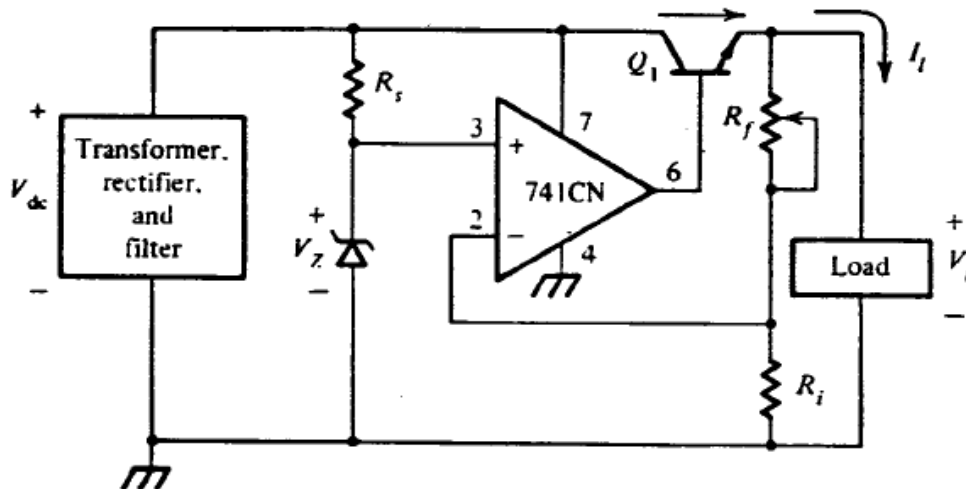 I_l
Q_1
R_s
R_f
7
3
+
+
Transformer,
rectifier,
and
filter
V_dc
741CN
6
+
V_Z
−
2
−
4
+
Load
V
−
−
R_i